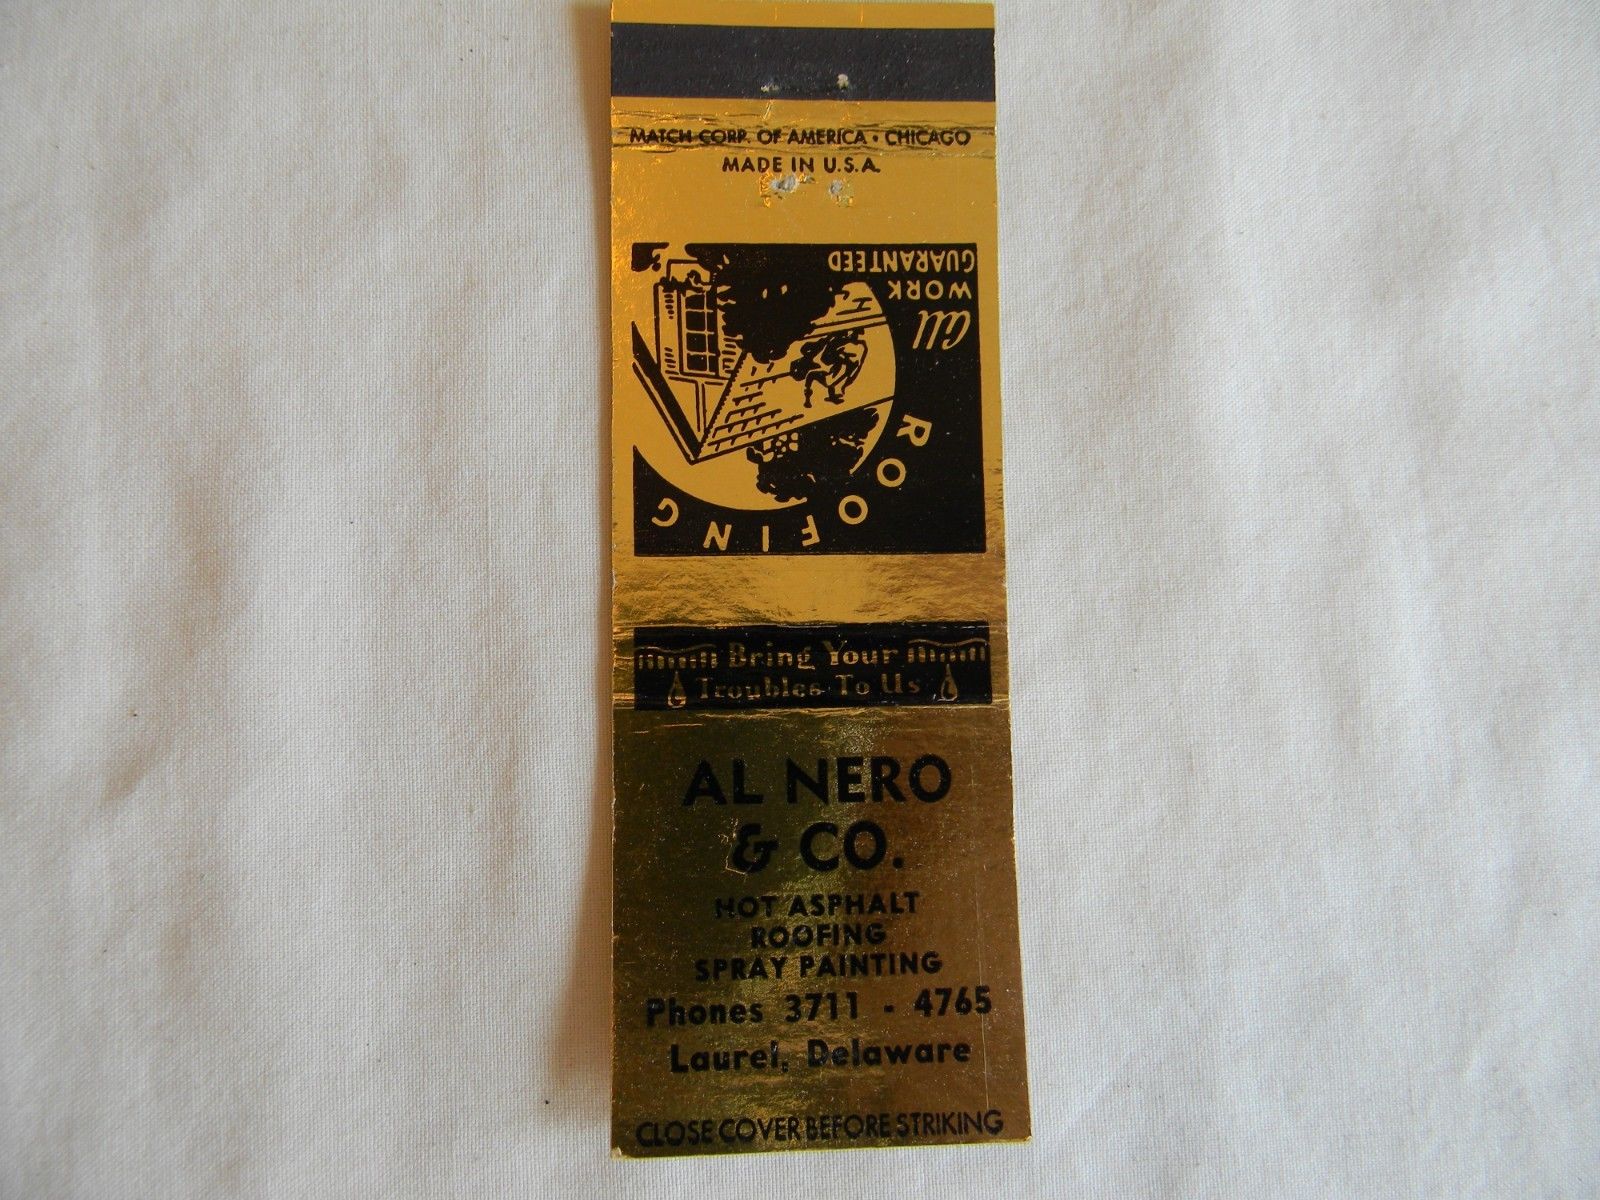 MATCH CORP. OF AMERICA • CHICAGO
MADE IN U.S.A.
All
WORK
GUARANTEED
ROOFING
Bring Your
Troubles To Us
AL NERO
& CO.
HOT ASPHALT
ROOFING
SPRAY PAINTING
Phones 3711 - 4765
Laurel, Delaware
CLOSE COVER BEFORE STRIKING